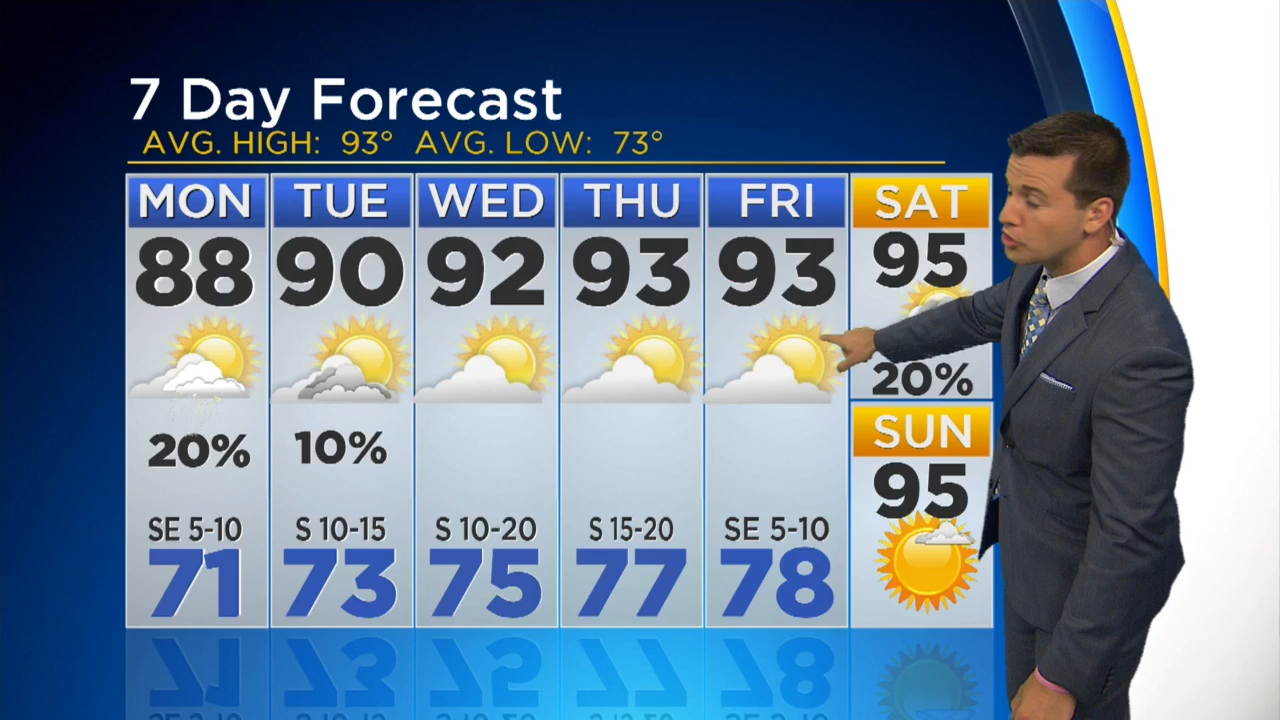 7 Day Forecast
AVG. HIGH: 93° AVG. LOW: 73°
MON TUE WED THU FRI SAT
88 90 92 93 93 95
20%
SUN
20% 10%
95
SE 5-10 S 10-15 S 10-20 S 15-20 SE 5-10
71 73 75 77 78